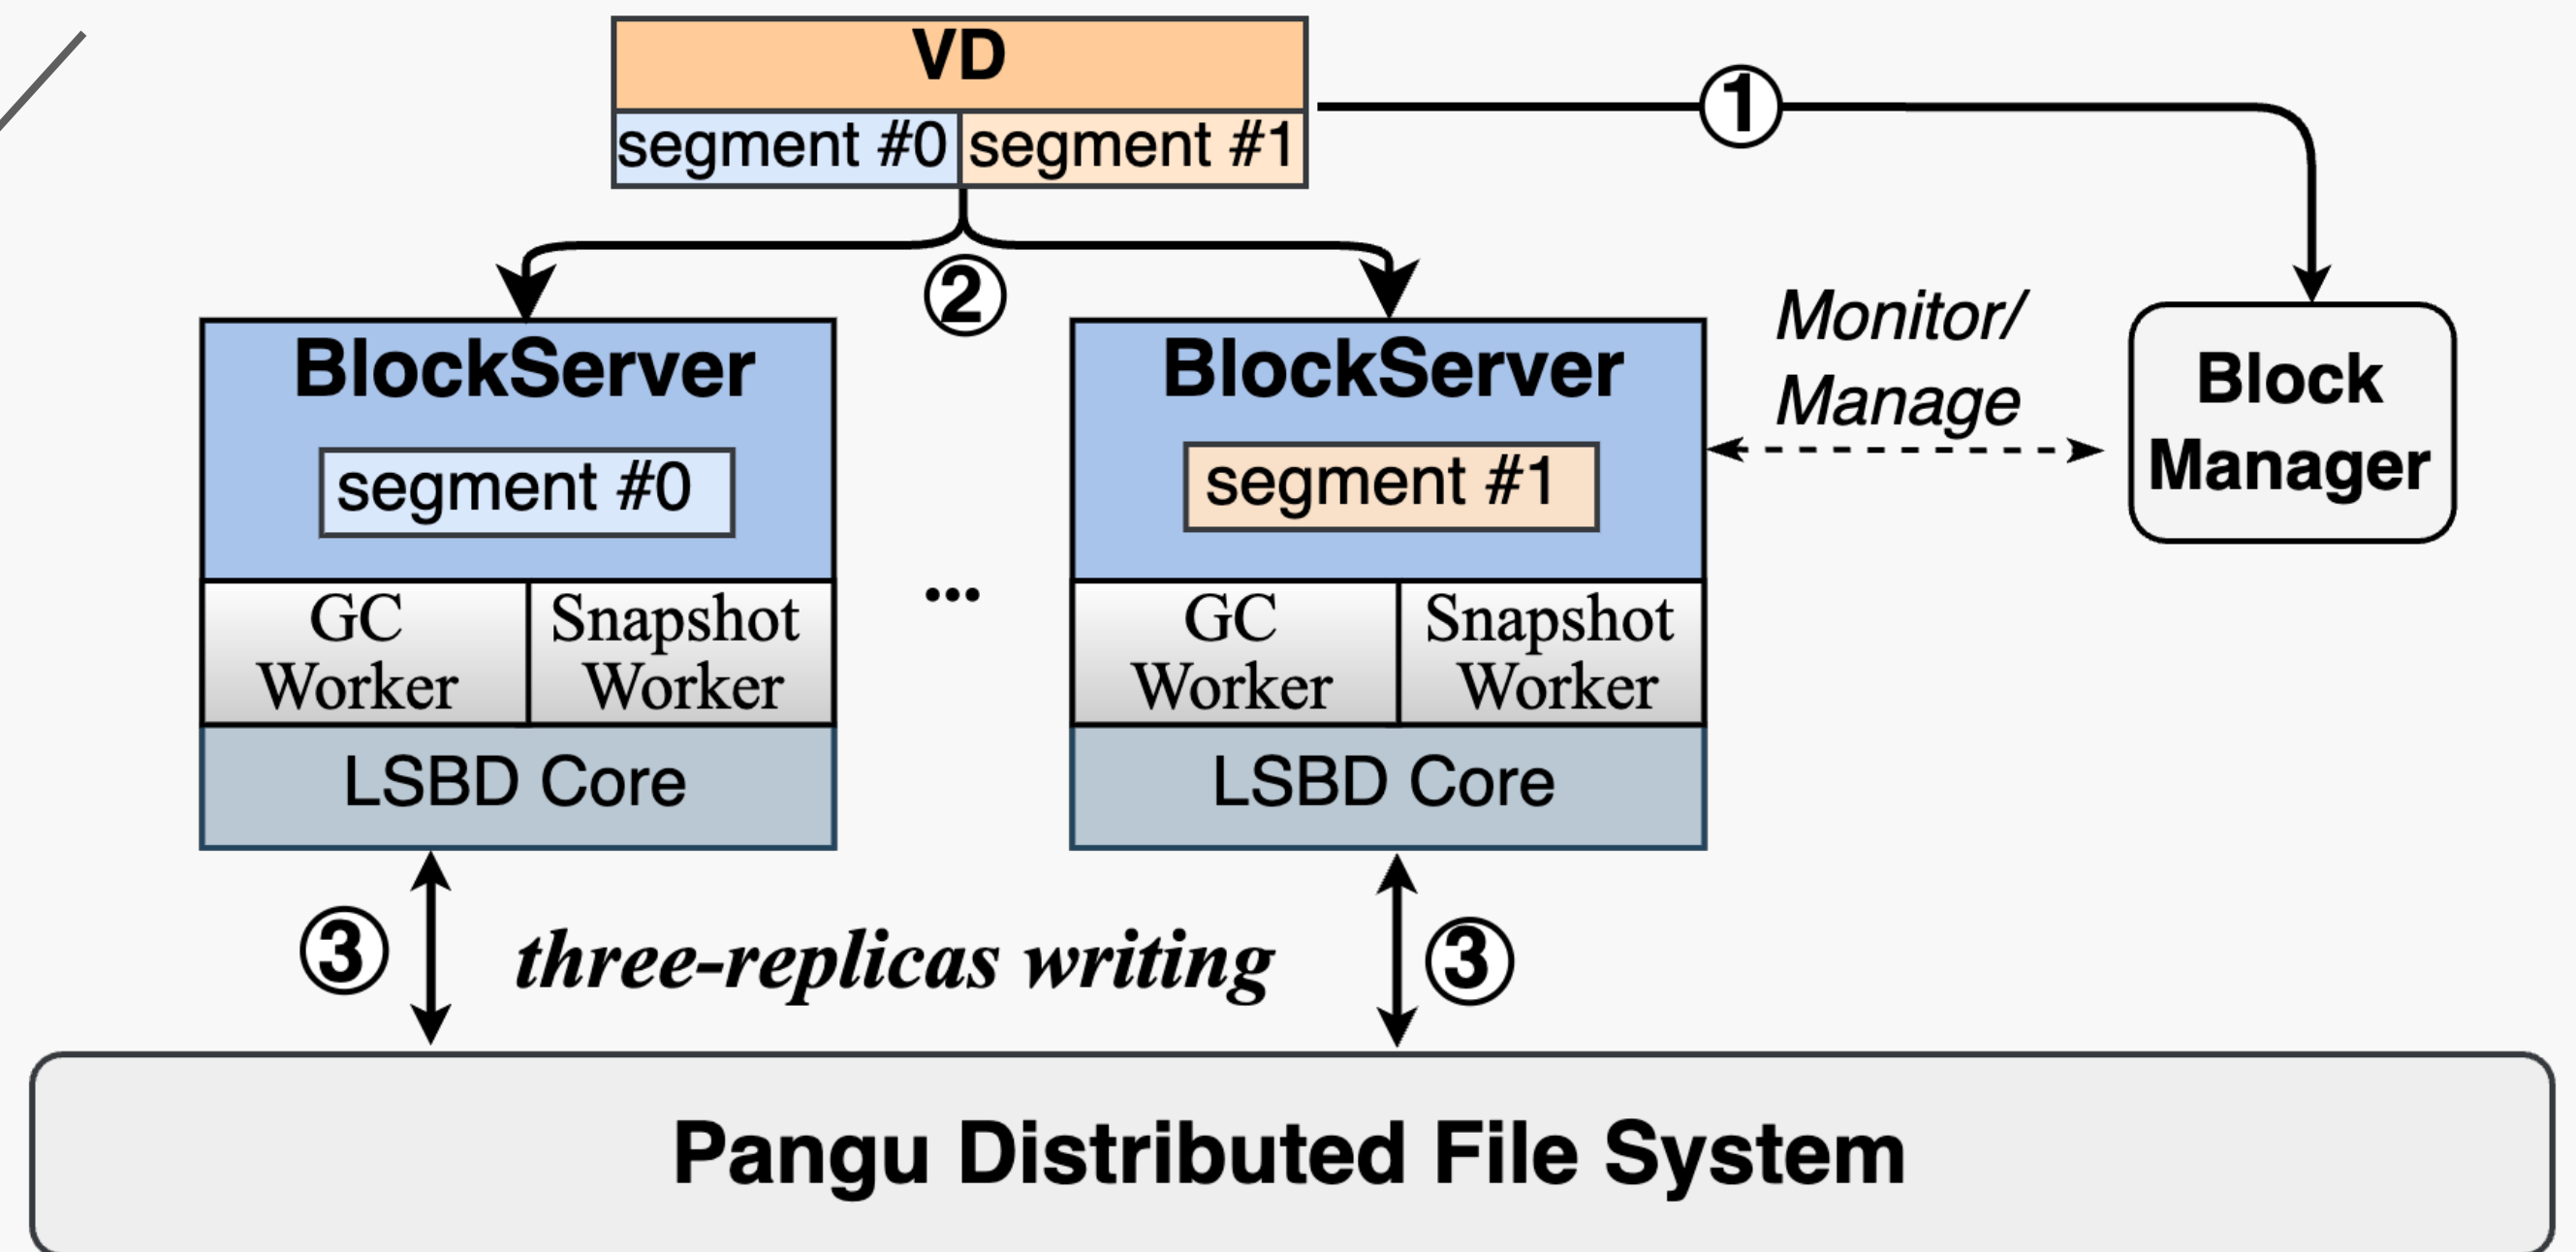 VD
segment #0 segment #1
①
②
BlockServer
segment #0
GC Worker
Snapshot Worker
LSBD Core
...
BlockServer
segment #1
GC Worker
Snapshot Worker
LSBD Core
Monitor/
Manage
Block
Manager
③
three-replicas writing
③
Pangu Distributed File System